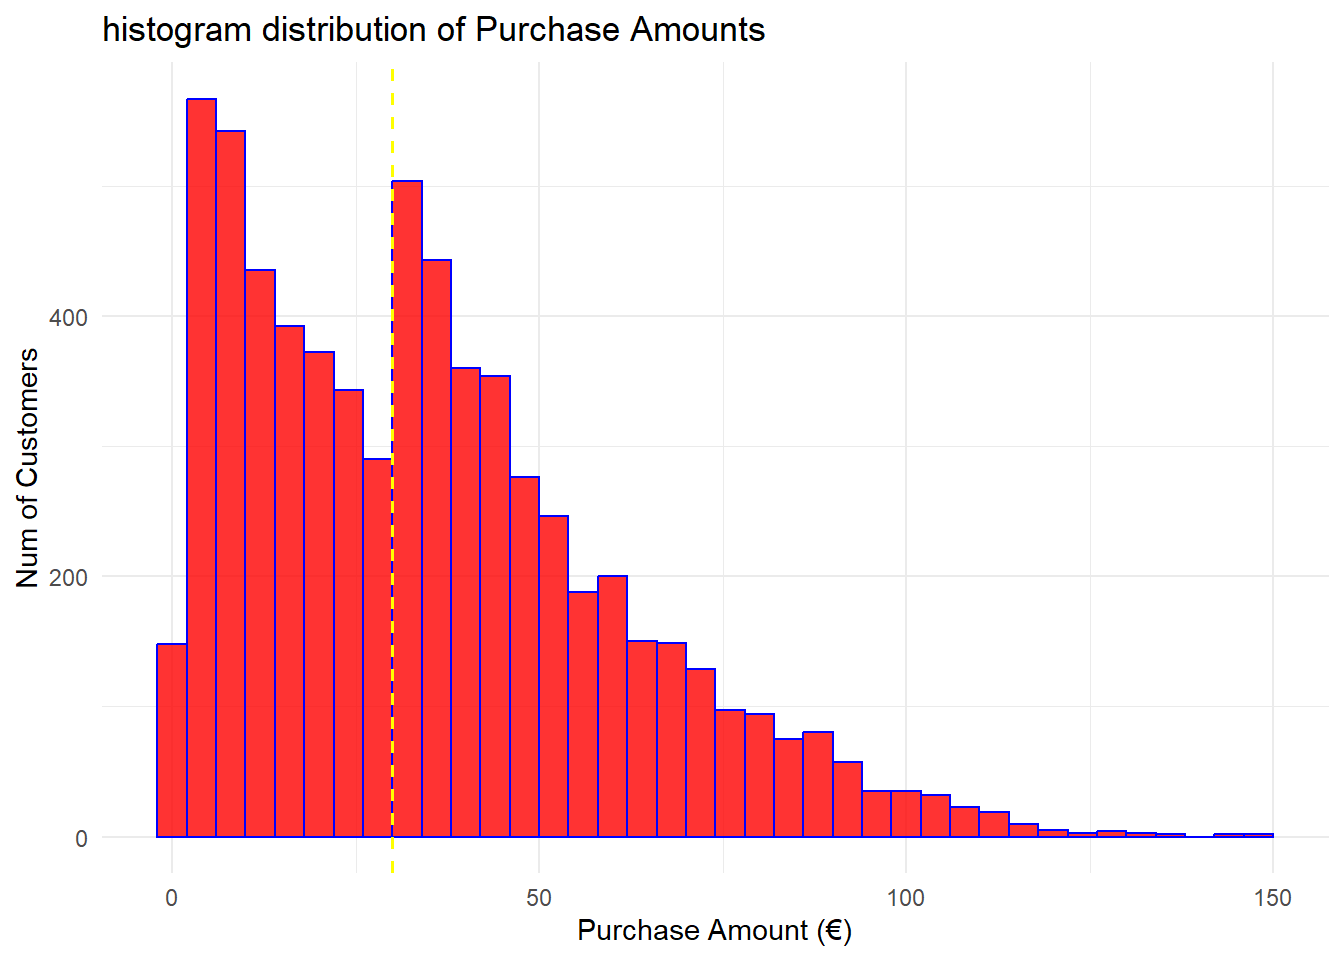 histogram distribution of Purchase Amounts
Num of Customers
400
200
0
0 50 100 150
Purchase Amount (€)